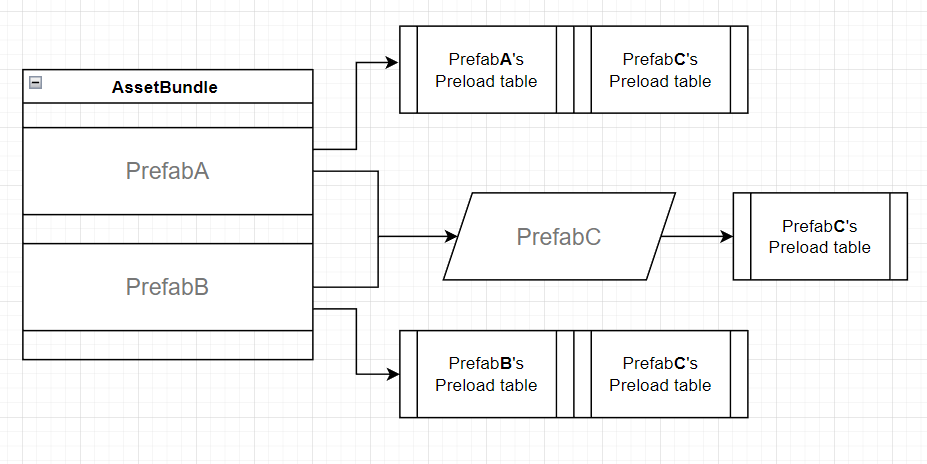 AssetBundle
PrefabA
PrefabB
PrefabA's
Preload table
PrefabC's
Preload table
PrefabC
PrefabC's
Preload table
PrefabB's
Preload table
PrefabC's
Preload table